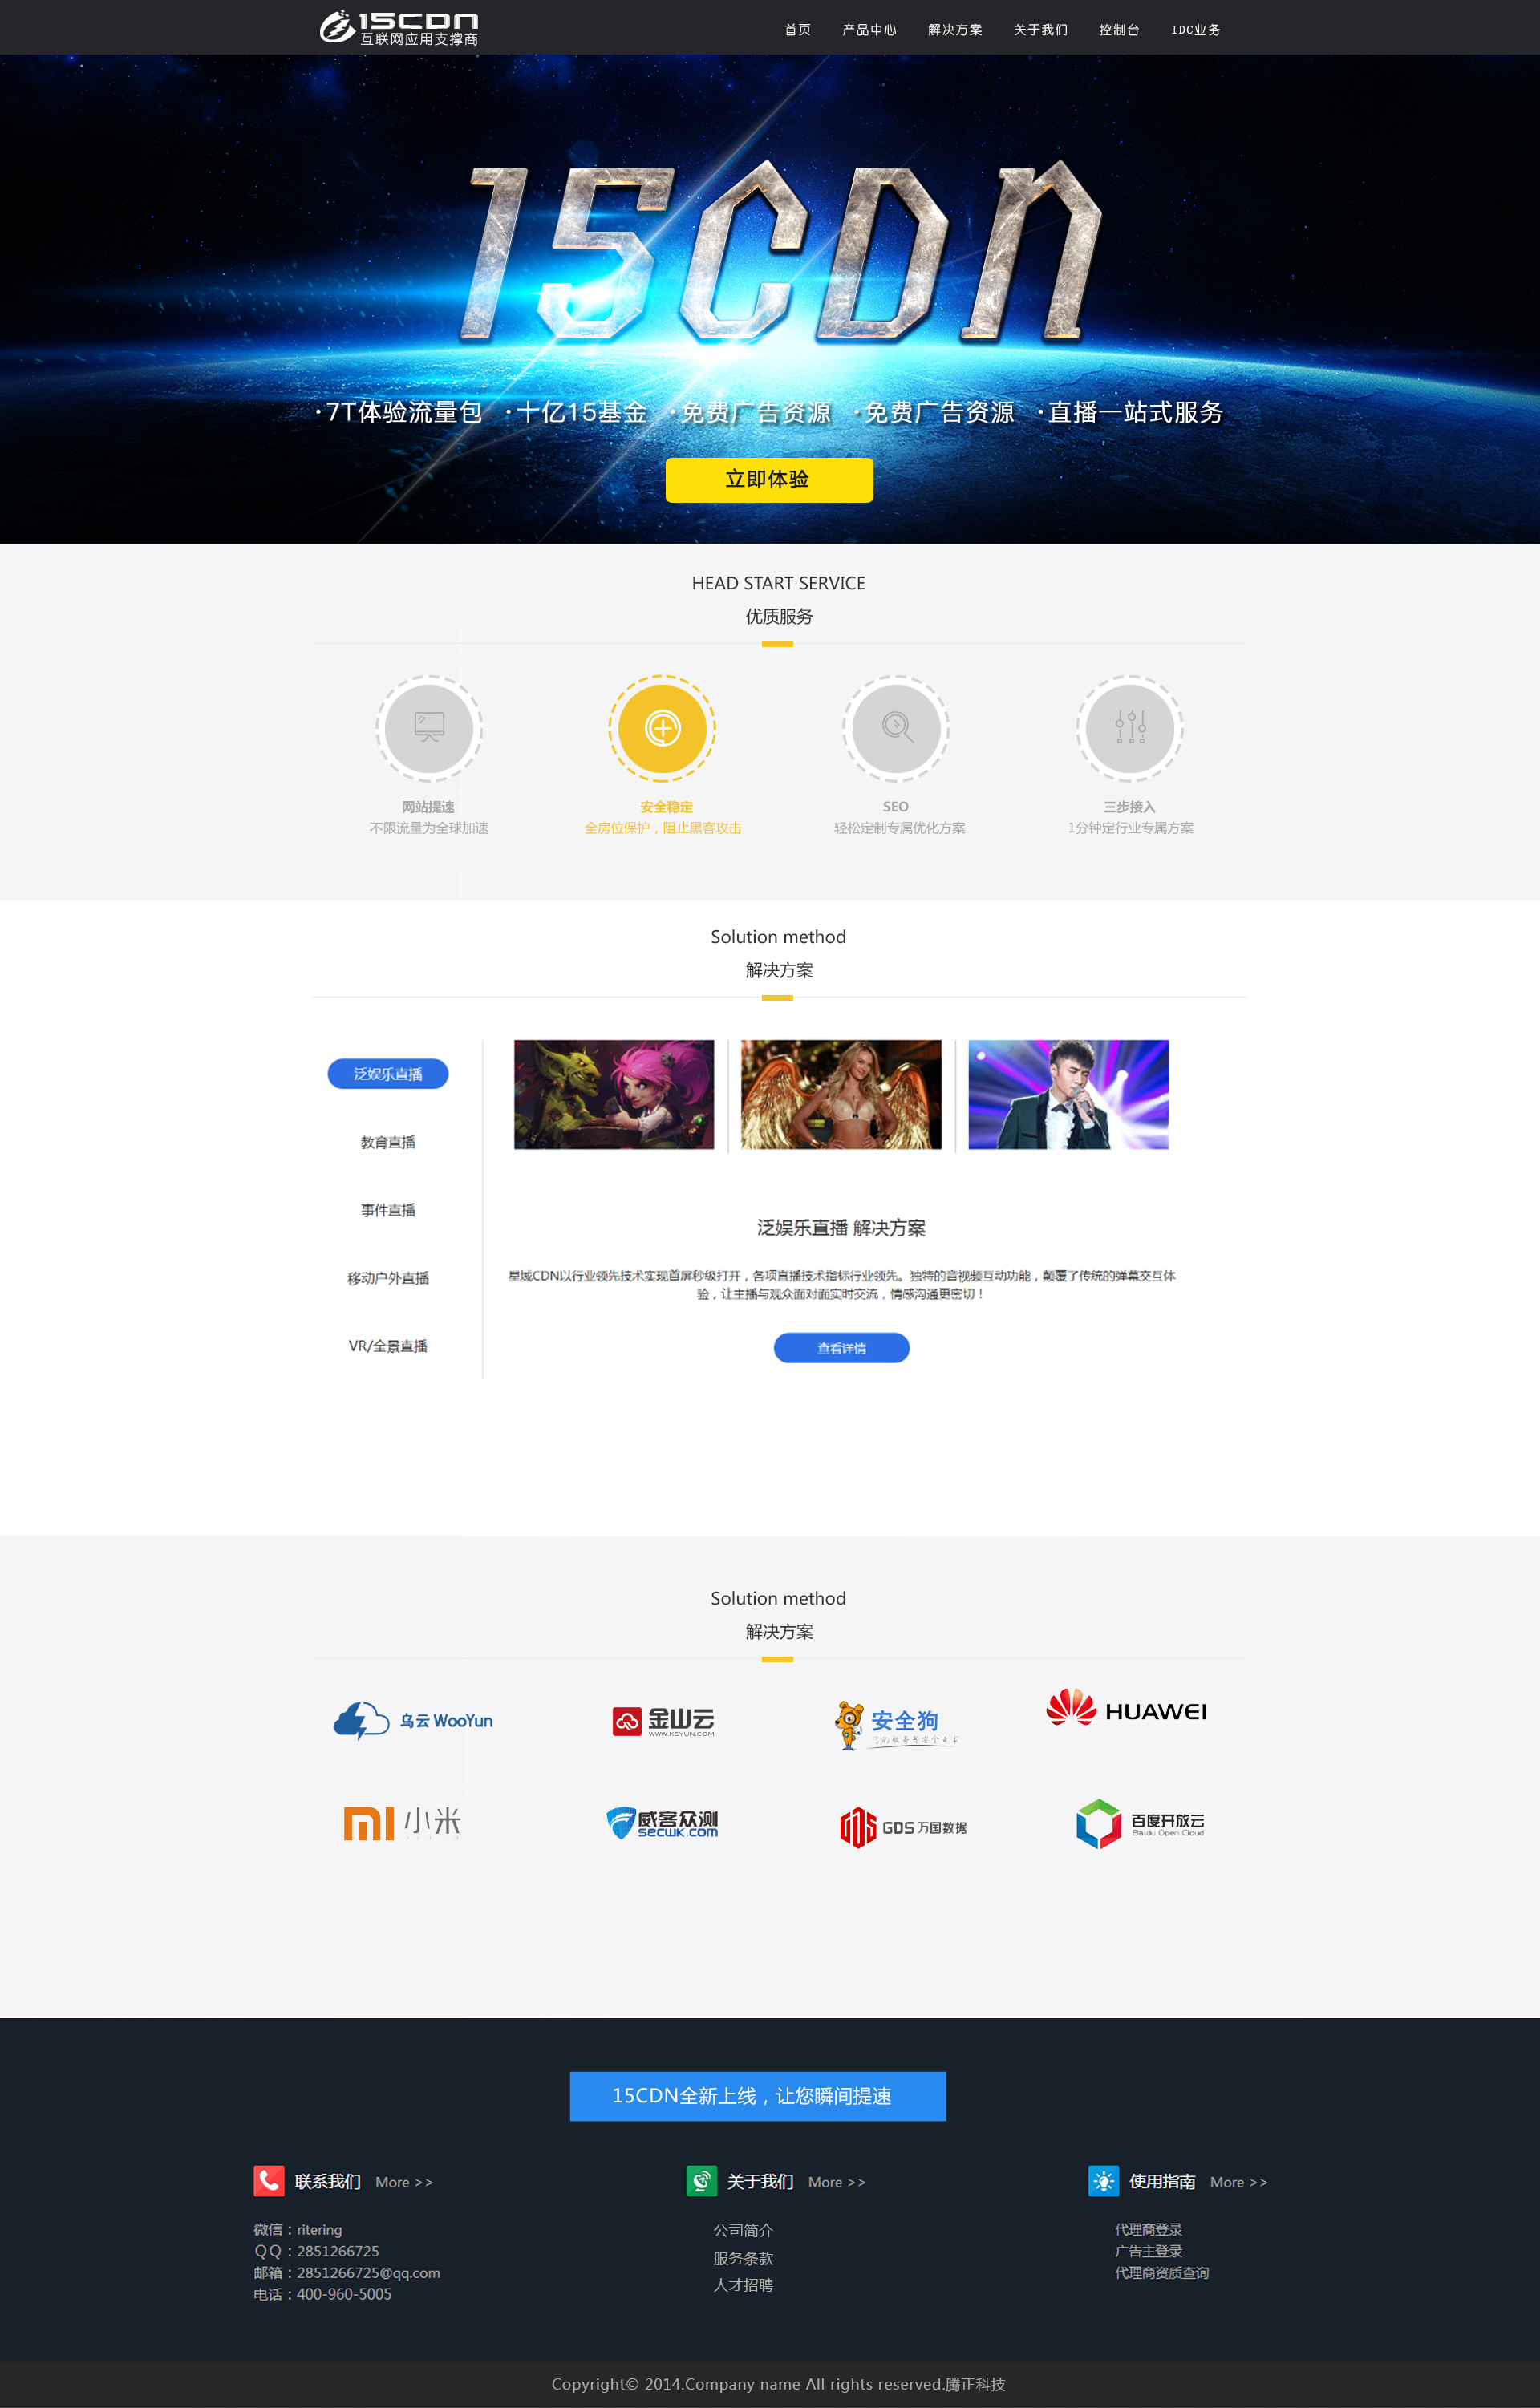 15CDN
互联网应用支撑商
首页 产品中心 解决方案 关于我们 控制台 IDC业务
15CDN
·7T体验流量包 ·十亿15基金 ·免费广告资源 ·免费广告资源 ·直播一站式服务
立即体验
HEAD START SERVICE
优质服务
网站提速 安全稳定 SEO 三步接入
不限流量为全球加速 全房位保护，阻止黑客攻击 轻松定制专属优化方案 1分钟定行业专属方案
Solution method
解决方案
泛娱乐直播
教育直播
事件直播
移动户外直播
VR/全景直播
泛娱乐直播 解决方案
星域CDN以行业领先技术实现首屏秒级打开，各项直播技术指标行业领先。独特的音视频互动功能，颠覆了传统的弹幕交互体
验，让主播与观众面对面实时交流，情感沟通更密切！
查看详情
Solution method
解决方案
乌云 WooYun
金山云
WWW.KSYUN.COM
安全狗
您的服务器安全专家
HUAWEI
小米
威客众测
secwk.com
GDS 万国数据
百度开放云
Baidu Open Cloud
15CDN全新上线，让您瞬间提速
联系我们 More >>
微信：ritering
QQ：2851266725
邮箱：2851266725@qq.com
电话：400-960-5005
关于我们 More >>
公司简介
服务条款
人才招聘
使用指南 More >>
代理商登录
广告主登录
代理商资质查询
Copyright© 2014.Company name All rights reserved.腾正科技